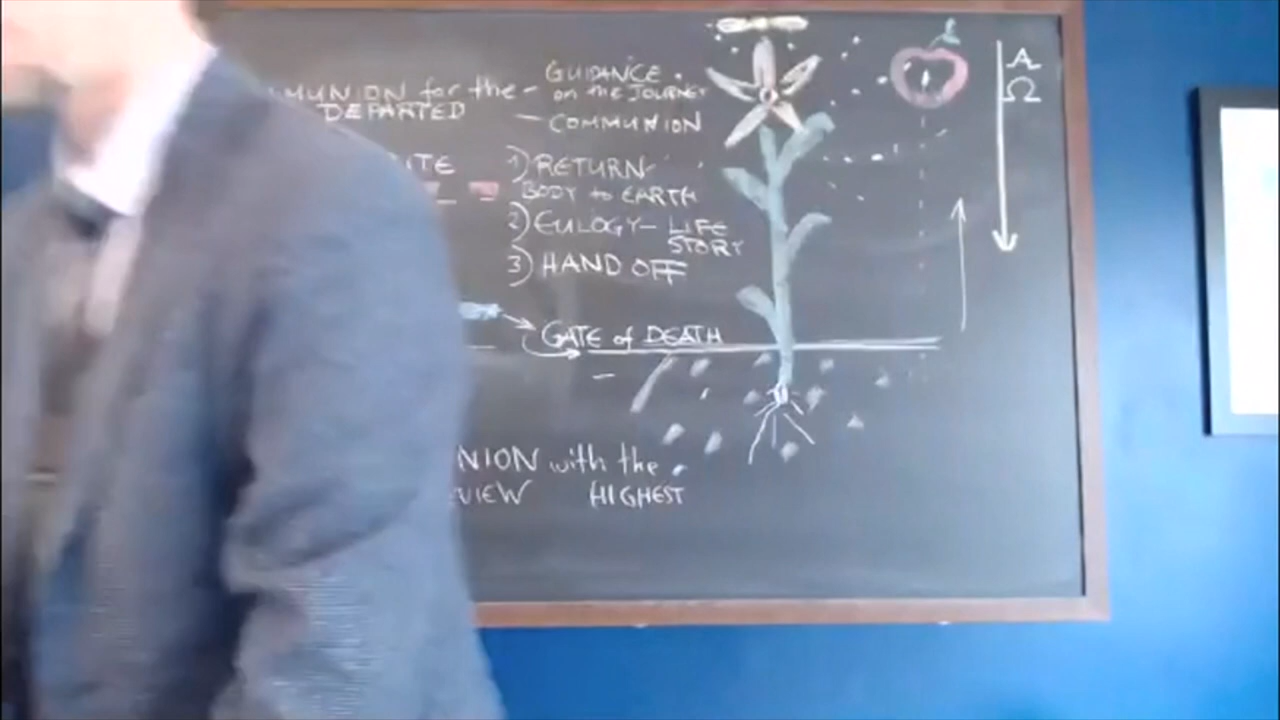 MUNION for the - GUIDANCE
on the JOURNEY
DEPARTED
- COMMUNION
ITE
1) RETURN
BODY to EARTH
2) EULOGY - LIFE
STORY
3) HAND OFF
GATE of DEATH
NION with the
VIEW HIGHEST
A
Ω